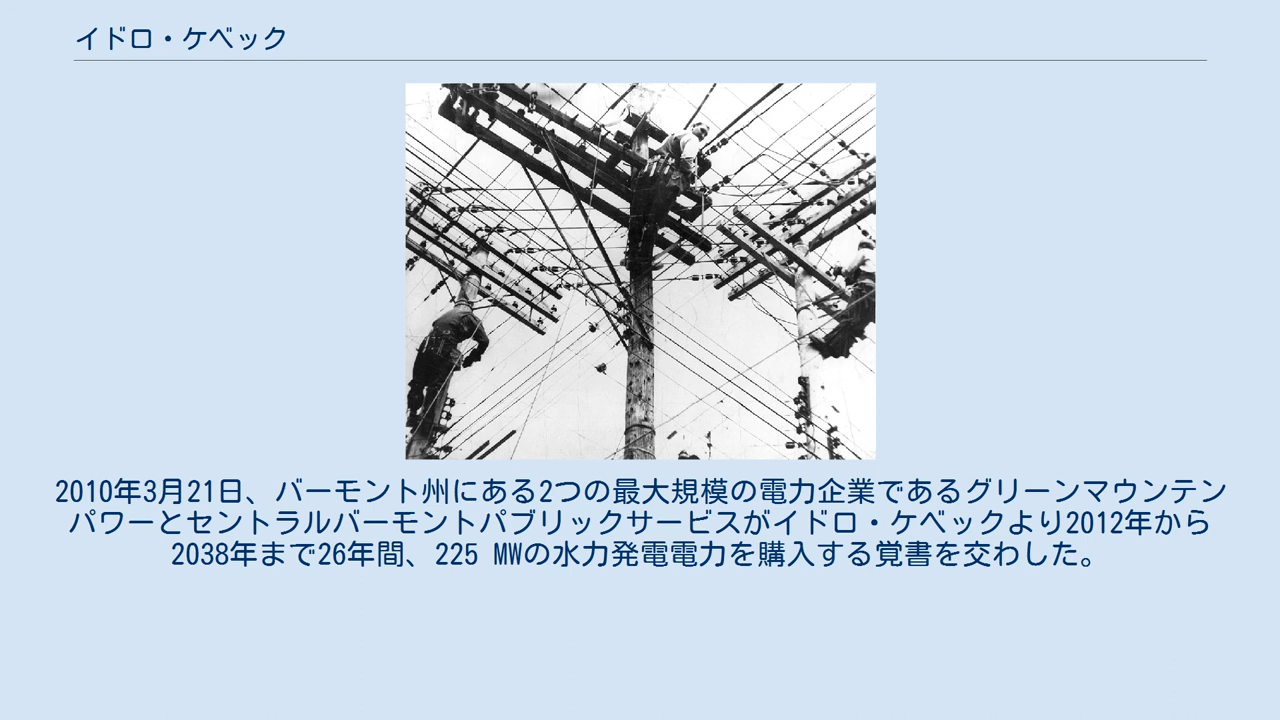 イドロ・ケベック
2010年3月21日、バーモント州にある2つの最大規模の電力企業であるグリーンマウンテン
パワーとセントラルバーモントパブリックサービスがイドロ・ケベックより2012年から
2038年まで26年間、225 MWの水力発電電力を購入する覚書を交わした。